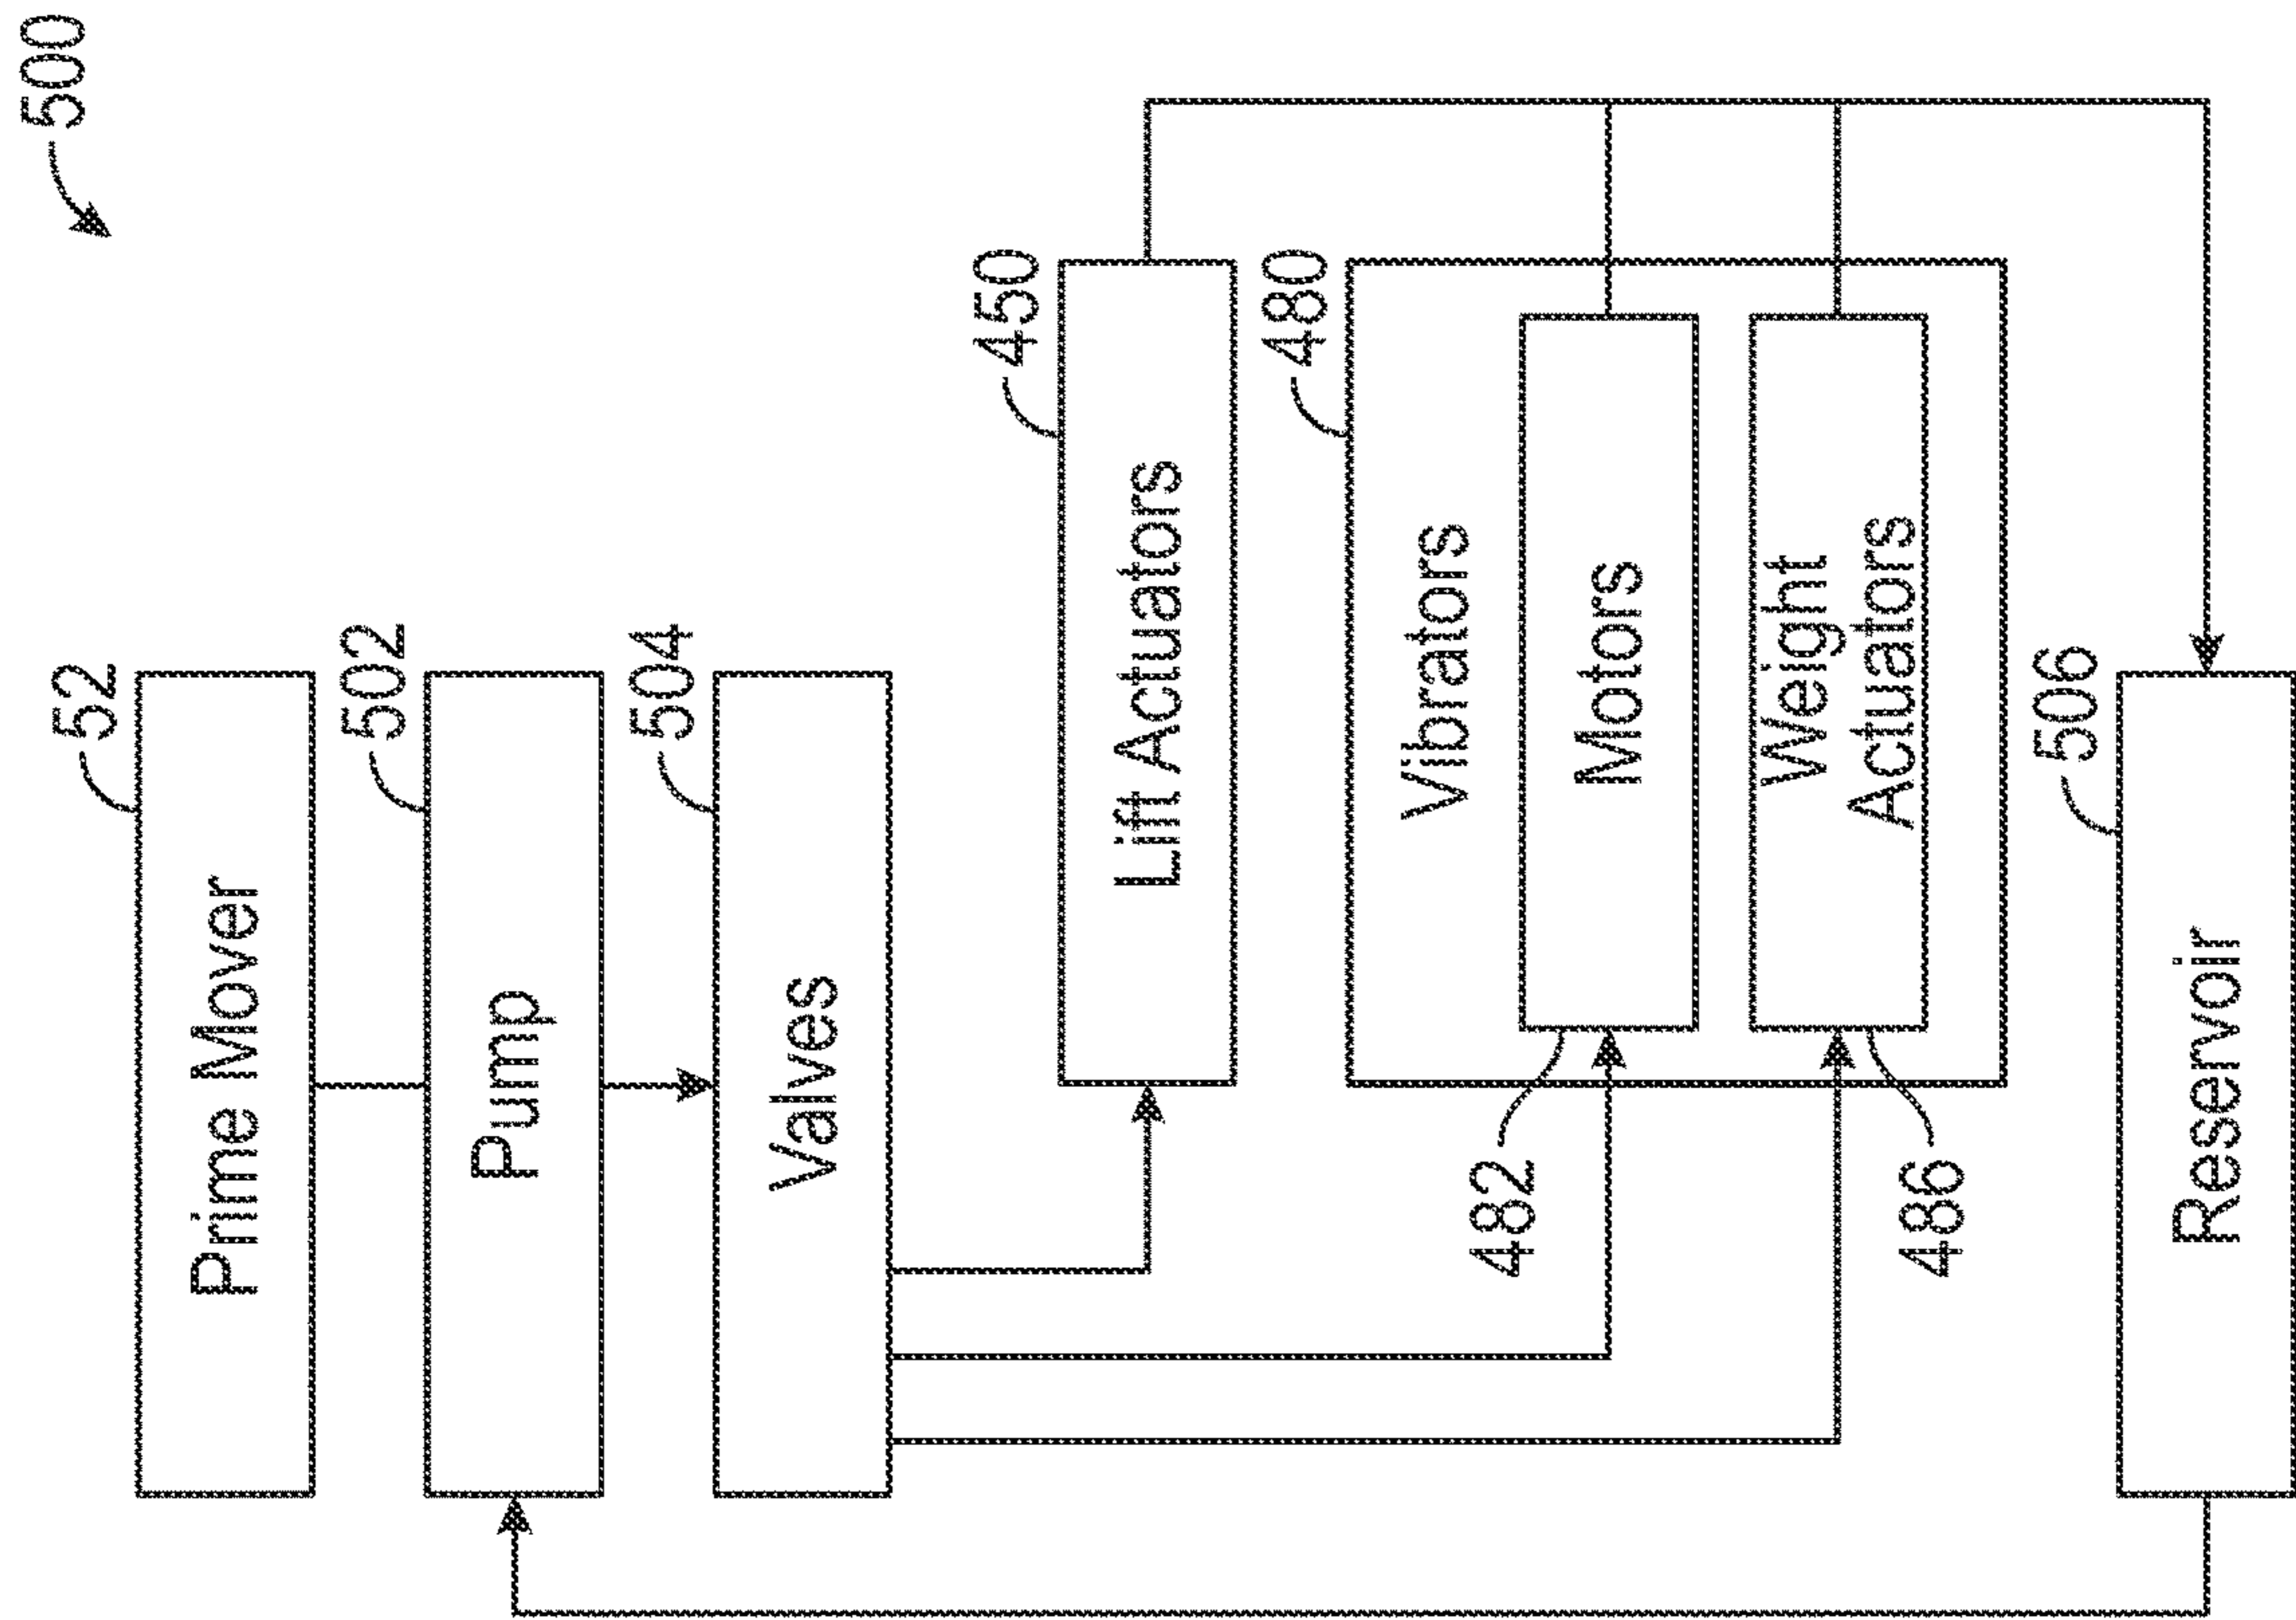 500
52
Prime Mover
502
Pump
504
Valves
450
Lift Actuators
480
Vibrators
482
Motors
486
Weight
Actuators
506
Reservoir